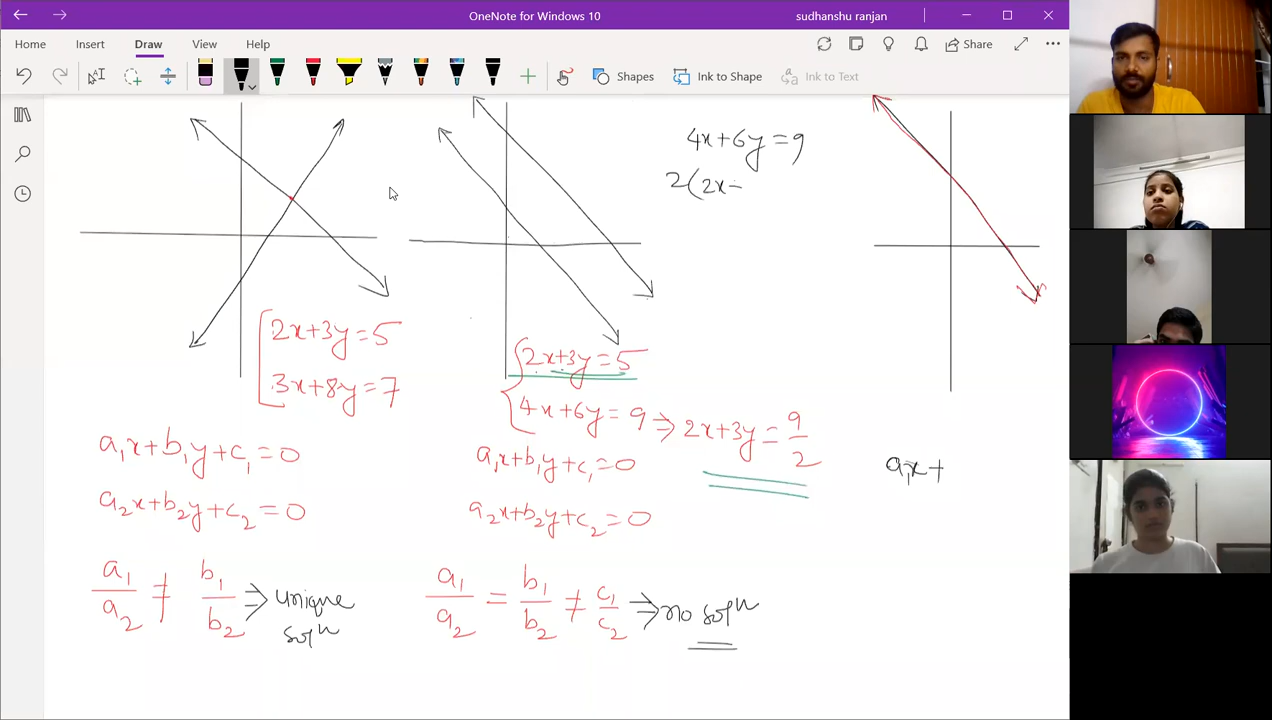 OneNote for Windows 10
sudhanshu ranjan
Home Insert Draw View Help
Share
Shapes
Ink to Shape
Ink to Text
4x+6y=9
2(2x-
2x+3y=5
3x+8y=7
2x+3y=5
4x+6y=9 ⇒ 2x+3y=9/2
a₁x+b₁y+c₁=0
a₂x+b₂y+c₂=0
a₁x+b₁y+c₁=0
a₂x+b₂y+c₂=0
a₁x+
a₁/a₂ ≠ b₁/b₂ ⇒ unique
solⁿ
a₁/a₂ = b₁/b₂ ≠ c₁/c₂ ⇒ no solⁿ